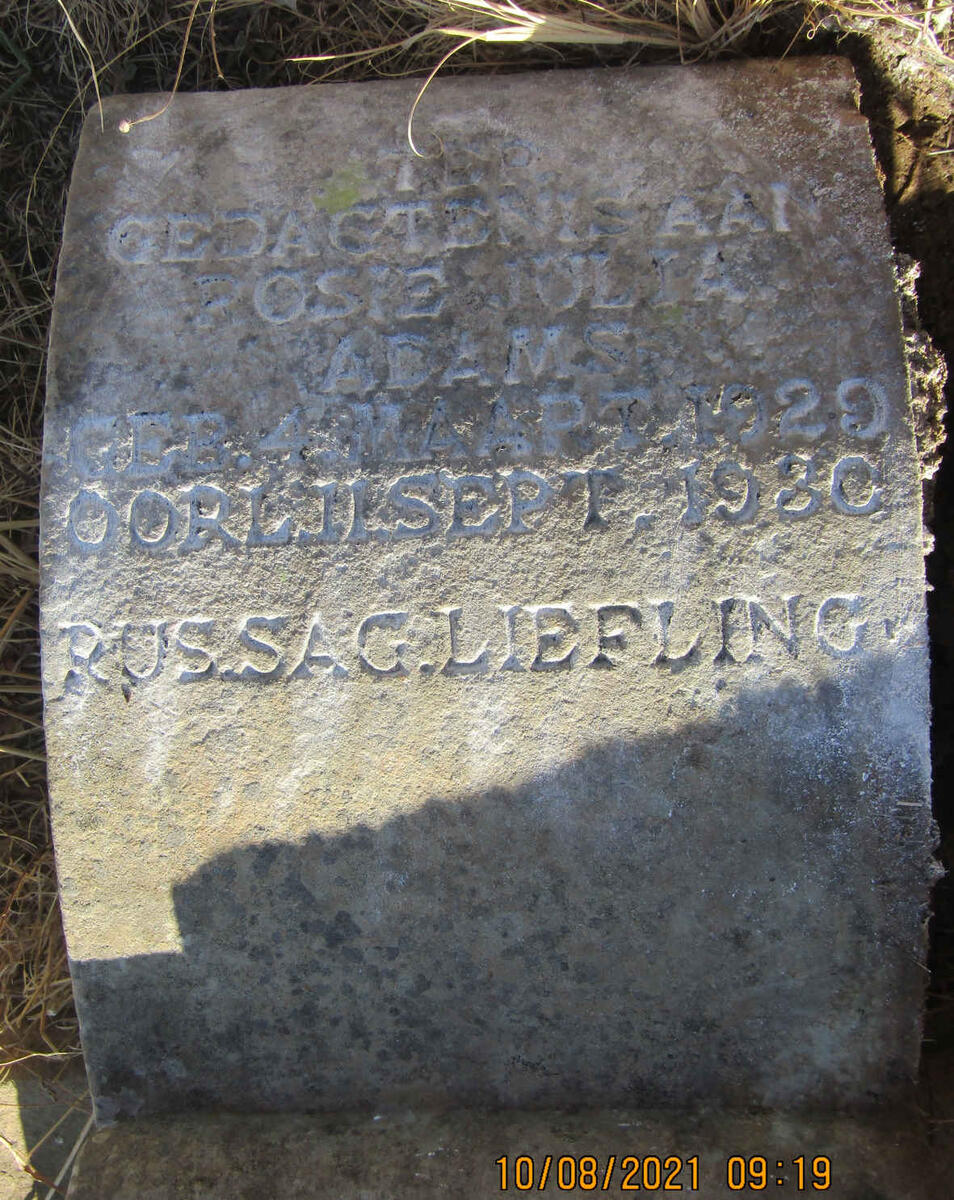 TER
GEDAGTENIS AAN
ROSIE JULIA
ADAMS
GEB. 4 MAART. 1929
OORL. 11. SEPT. 1930
RUS. SAG. LIEFLING.
10/08/2021 09:19